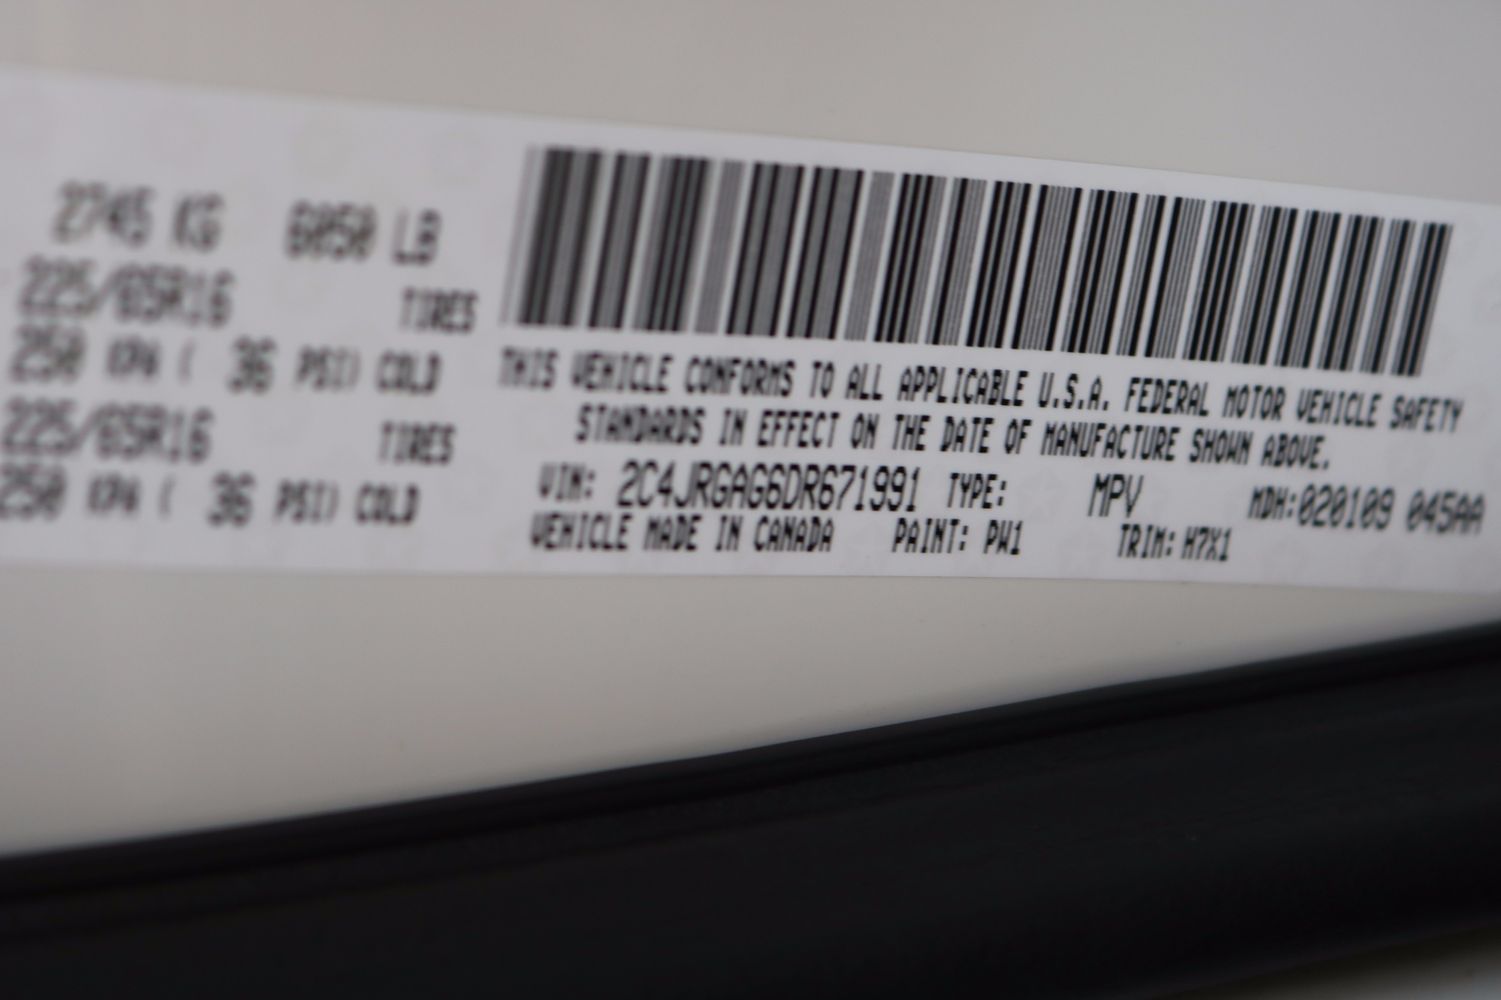 2745 KG 6050 LB
225/65R16 TIRES
250 KPA ( 36 PSI) COLD
225/65R16 TIRES
250 KPA ( 36 PSI) COLD
THIS VEHICLE CONFORMS TO ALL APPLICABLE U.S.A. FEDERAL MOTOR VEHICLE SAFETY
STANDARDS IN EFFECT ON THE DATE OF MANUFACTURE SHOWN ABOVE.
VIN: 2C4JRGAG6DR671991 TYPE: MPV MDH:020109 045AA
VEHICLE MADE IN CANADA PAINT: PW1 TRIM: H7X1